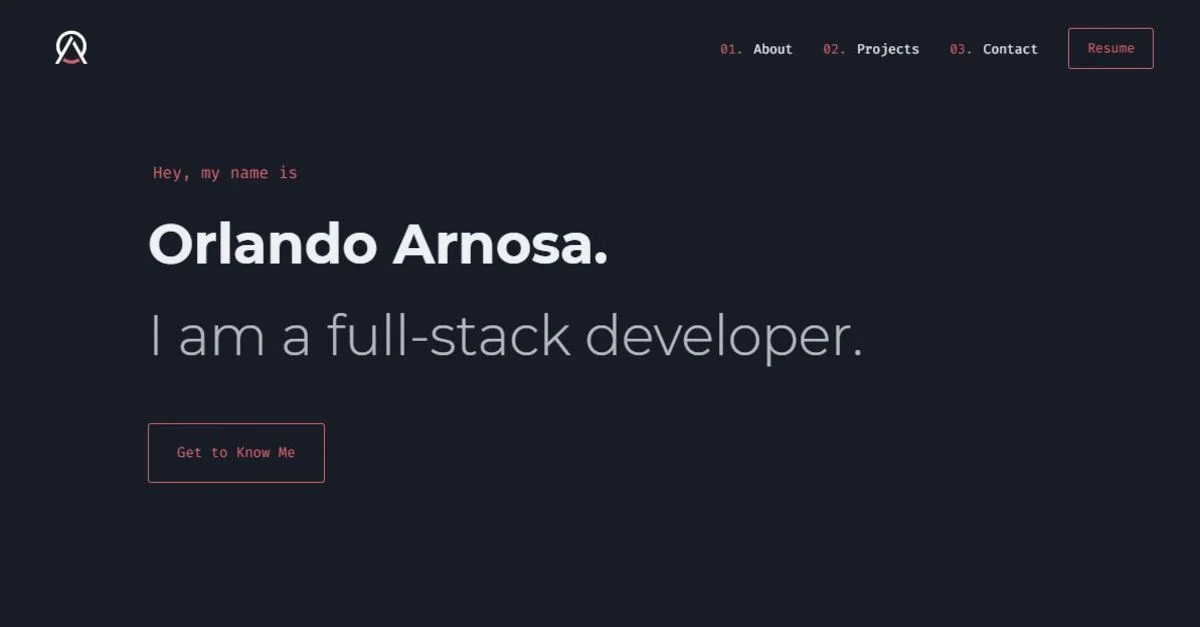 01. About 02. Projects 03. Contact Resume
Hey, my name is
Orlando Arnosa.
I am a full-stack developer.
Get to Know Me